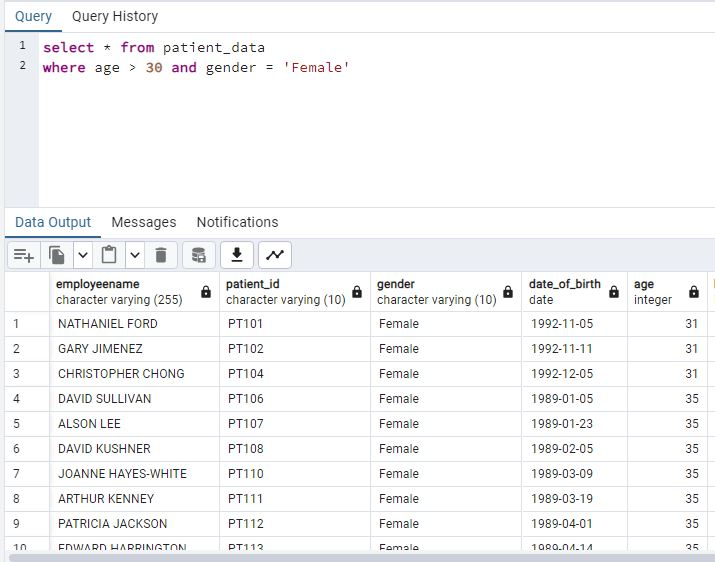 Query Query History
1 select * from patient_data
2 where age > 30 and gender = 'Female'
Data Output Messages Notifications
employeename patient_id gender date_of_birth age
character varying (255) character varying (10) character varying (10) date integer
1 NATHANIEL FORD PT101 Female 1992-11-05 31
2 GARY JIMENEZ PT102 Female 1992-11-11 31
3 CHRISTOPHER CHONG PT104 Female 1992-12-05 31
4 DAVID SULLIVAN PT106 Female 1989-01-05 35
5 ALSON LEE PT107 Female 1989-01-23 35
6 DAVID KUSHNER PT108 Female 1989-02-05 35
7 JOANNE HAYES-WHITE PT110 Female 1989-03-09 35
8 ARTHUR KENNEY PT111 Female 1989-03-19 35
9 PATRICIA JACKSON PT112 Female 1989-04-01 35
10 EDWARD HARRINGTON PT113 Female 1989-04-14 35